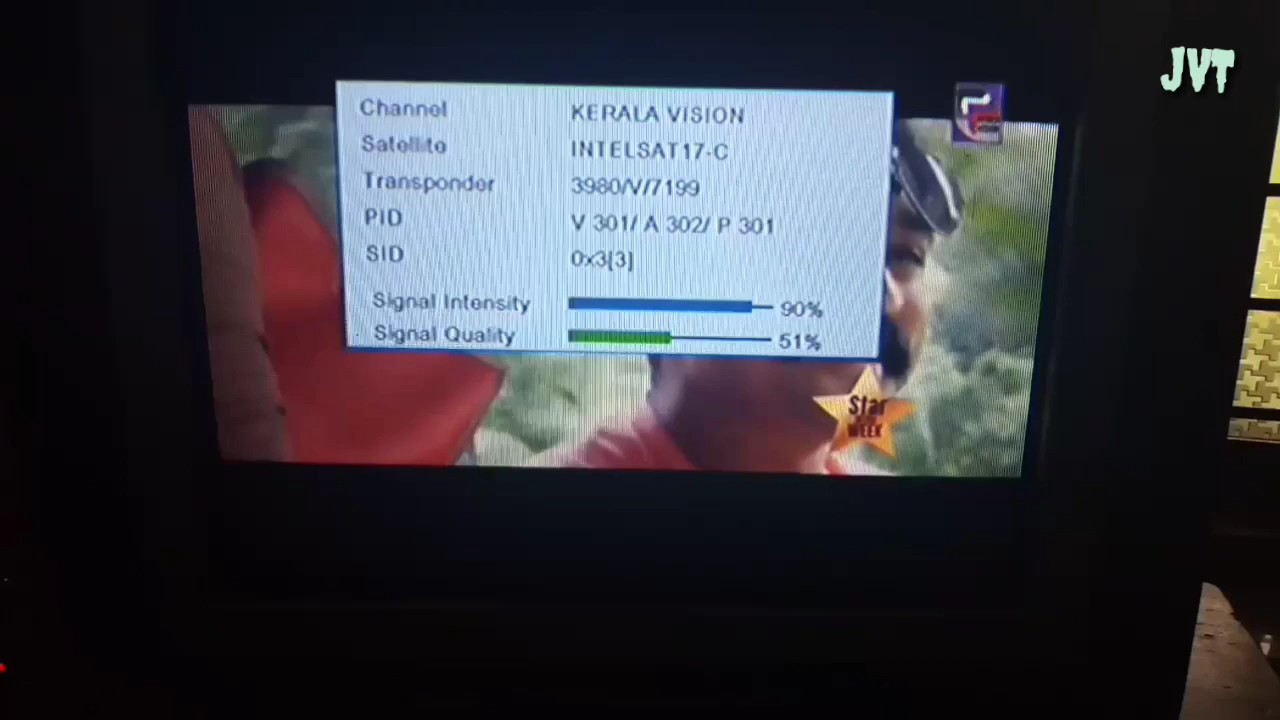 JVT
Channel KERALA VISION
Satellite INTELSAT17-C
Transponder 3980/V/7199
PID V 301/ A 302/ P 301
SID 0x3[3]
Signal Intensity 90%
Signal Quality 51%
Star
WEEK